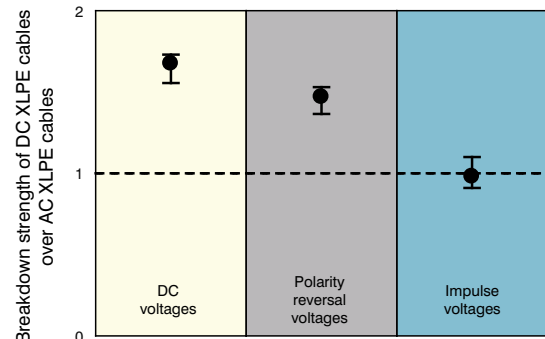 Breakdown strength of DC XLPE cables
over AC XLPE cables
2
1
0
DC
voltages
Polarity
reversal
voltages
Impulse
voltages